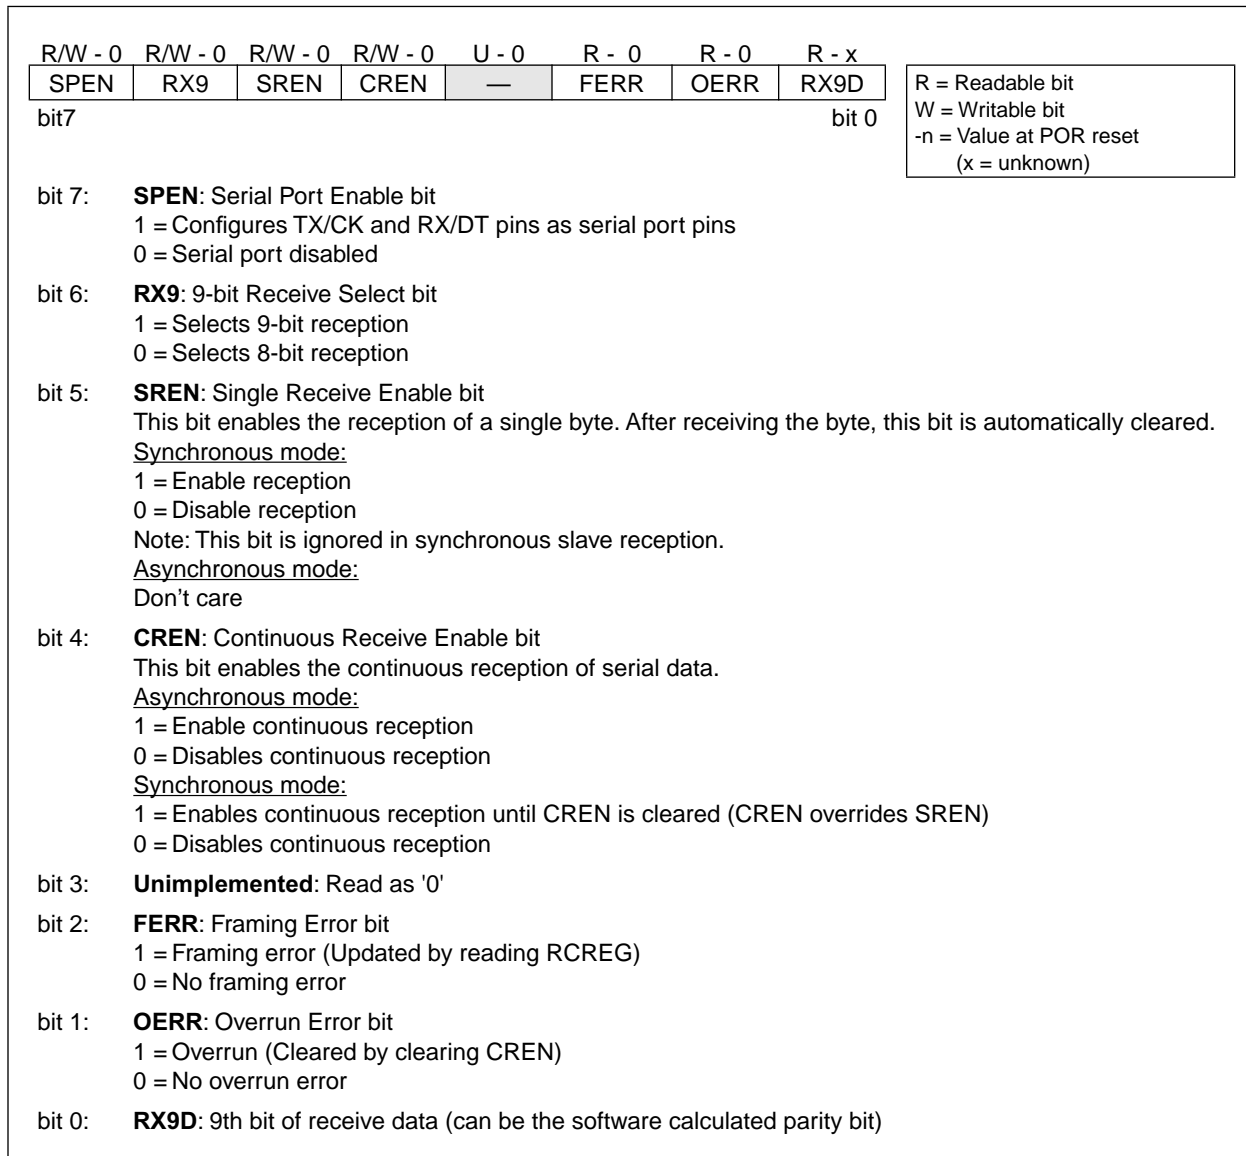 R/W - 0 R/W - 0 R/W - 0 R/W - 0 U - 0 R - 0 R - 0 R - x
SPEN RX9 SREN CREN — FERR OERR RX9D
bit7 bit 0
R = Readable bit
W = Writable bit
-n = Value at POR reset
(x = unknown)
bit 7: SPEN: Serial Port Enable bit
1 = Configures TX/CK and RX/DT pins as serial port pins
0 = Serial port disabled
bit 6: RX9: 9-bit Receive Select bit
1 = Selects 9-bit reception
0 = Selects 8-bit reception
bit 5: SREN: Single Receive Enable bit
This bit enables the reception of a single byte. After receiving the byte, this bit is automatically cleared.
Synchronous mode:
1 = Enable reception
0 = Disable reception
Note: This bit is ignored in synchronous slave reception.
Asynchronous mode:
Don't care
bit 4: CREN: Continuous Receive Enable bit
This bit enables the continuous reception of serial data.
Asynchronous mode:
1 = Enable continuous reception
0 = Disables continuous reception
Synchronous mode:
1 = Enables continuous reception until CREN is cleared (CREN overrides SREN)
0 = Disables continuous reception
bit 3: Unimplemented: Read as '0'
bit 2: FERR: Framing Error bit
1 = Framing error (Updated by reading RCREG)
0 = No framing error
bit 1: OERR: Overrun Error bit
1 = Overrun (Cleared by clearing CREN)
0 = No overrun error
bit 0: RX9D: 9th bit of receive data (can be the software calculated parity bit)